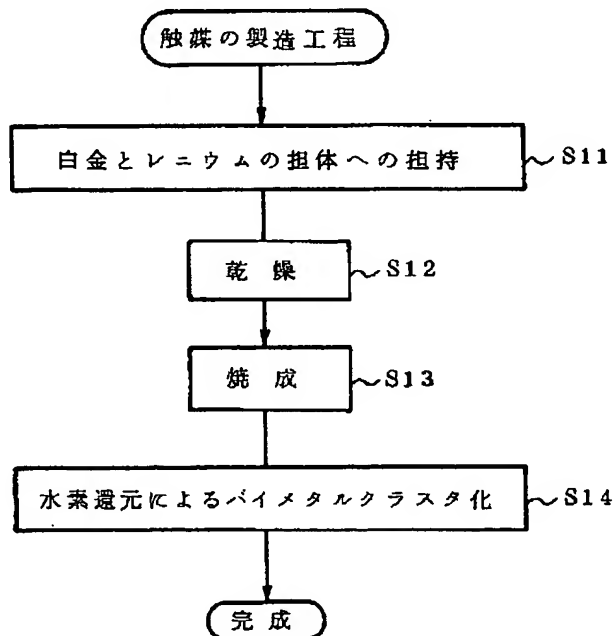 触媒の製造工程
白金とレニウムの担体への担持
S11
乾燥
S12
焼成
S13
水素還元によるバイメタルクラスタ化
S14
完成